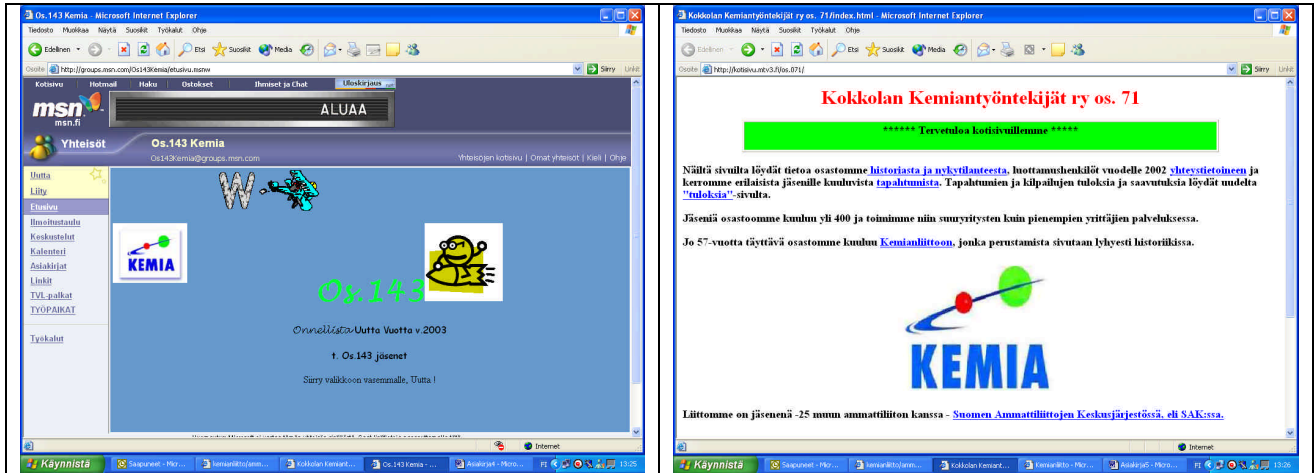 Os.143 Kemia - Microsoft Internet Explorer
Tiedosto Muokkaa Näytä Suosikit Työkalut Ohje
Edellinen Etsi Suosikit Media
Osoite http://groups.msn.com/Os143Kemia/etusivu.msnw Siirry Linkit
Kotisivu Hotmail Haku Ostokset Ihmiset ja Chat Uloskirjaus
msn
msn.fi
ALUAA
Yhteisöt
Os.143 Kemia
Os143Kemia@groups.msn.com
Yhteisöjen kotisivu | Omat yhteisöt | Kieli | Ohje
Uutta
Liity
Etusivu
Ilmoitustaulu
Keskustelut
Kalenteri
Asiakirjat
Linkit
TVL-palkat
TYÖPAIKAT
Työkalut
W
KEMIA
Os.143
Onnellista Uutta Vuotta v.2003
t. Os.143 jäsenet
Siirry valikkoon vasemmalle, Uutta !
Internet
Käynnistä Saapuneet - Micr... kemianliitto/amm... Kokkolan Kemiant... Os.143 Kemia - ... Asiakirja4 - Micro... FI 13:25
Kokkolan Kemiantyöntekijät ry os. 71/index.html - Microsoft Internet Explorer
Tiedosto Muokkaa Näytä Suosikit Työkalut Ohje
Edellinen Etsi Suosikit Media
Osoite http://kotisivu.mtv3.fi/os.071/ Siirry Linkit
Kokkolan Kemiantyöntekijät ry os. 71
****** Tervetuloa kotisivuillemme *****
Näiltä sivuilta löydät tietoa osastomme historiasta ja nykytilanteesta, luottamushenkilöt vuodelle 2002 yhteystietoineen ja
kerromme erilaisista jäsenille kuuluvista tapahtumista. Tapahtumien ja kilpailujen tuloksia ja saavutuksia löydät uudelta
"tuloksia"-sivulta.
Jäseniä osastoomme kuuluu yli 400 ja toimimme niin suuryritysten kuin pienempien yrittäjien palveluksessa.
Jo 57-vuotta täyttävä osastomme kuuluu Kemianliittoon, jonka perustamista sivutaan lyhyesti historiikissa.
KEMIA
Liittomme on jäsenenä -25 muun ammattiliiton kanssa - Suomen Ammattiliittojen Keskusjärjestössä, eli SAK:ssa.
Internet
Käynnistä Saapuneet - Micr... kemianliitto/amm... Kokkolan Kemiant... Kemianliitto - Micr... Asiakirja5 - Micro... FI 13:26